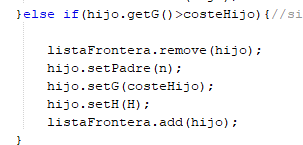 }else if(hijo.getG()>costeHijo){//si
listaFrontera.remove(hijo);
hijo.setPadre(n);
hijo.setG(costeHijo);
hijo.setH(H);
listaFrontera.add(hijo);
}